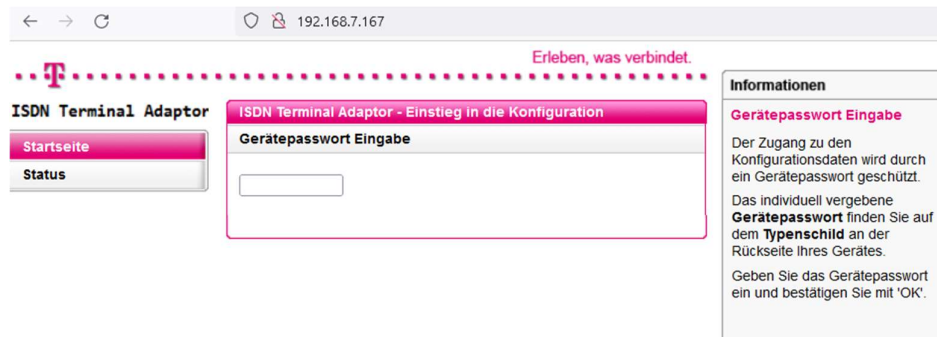 192.168.7.167
Erleben, was verbindet.
T
ISDN Terminal Adaptor
Startseite
Status
ISDN Terminal Adaptor - Einstieg in die Konfiguration
Gerätepasswort Eingabe
Informationen
Gerätepasswort Eingabe
Der Zugang zu den
Konfigurationsdaten wird durch
ein Gerätepasswort geschützt.
Das individuell vergebene
Gerätepasswort finden Sie auf
dem Typenschild an der
Rückseite Ihres Gerätes.
Geben Sie das Gerätepasswort
ein und bestätigen Sie mit 'OK'.